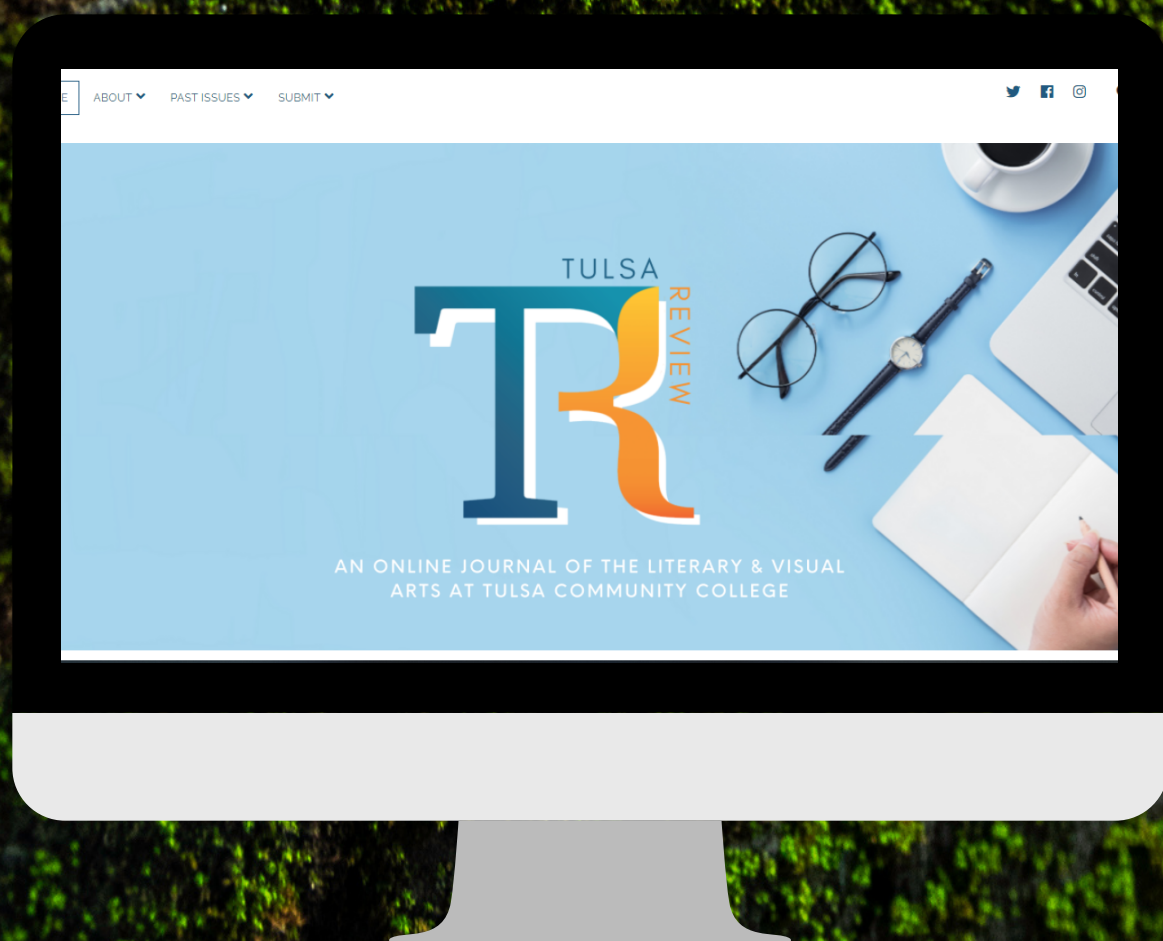 E ABOUT PAST ISSUES SUBMIT
TULSA
REVIEW
TR
AN ONLINE JOURNAL OF THE LITERARY & VISUAL
ARTS AT TULSA COMMUNITY COLLEGE